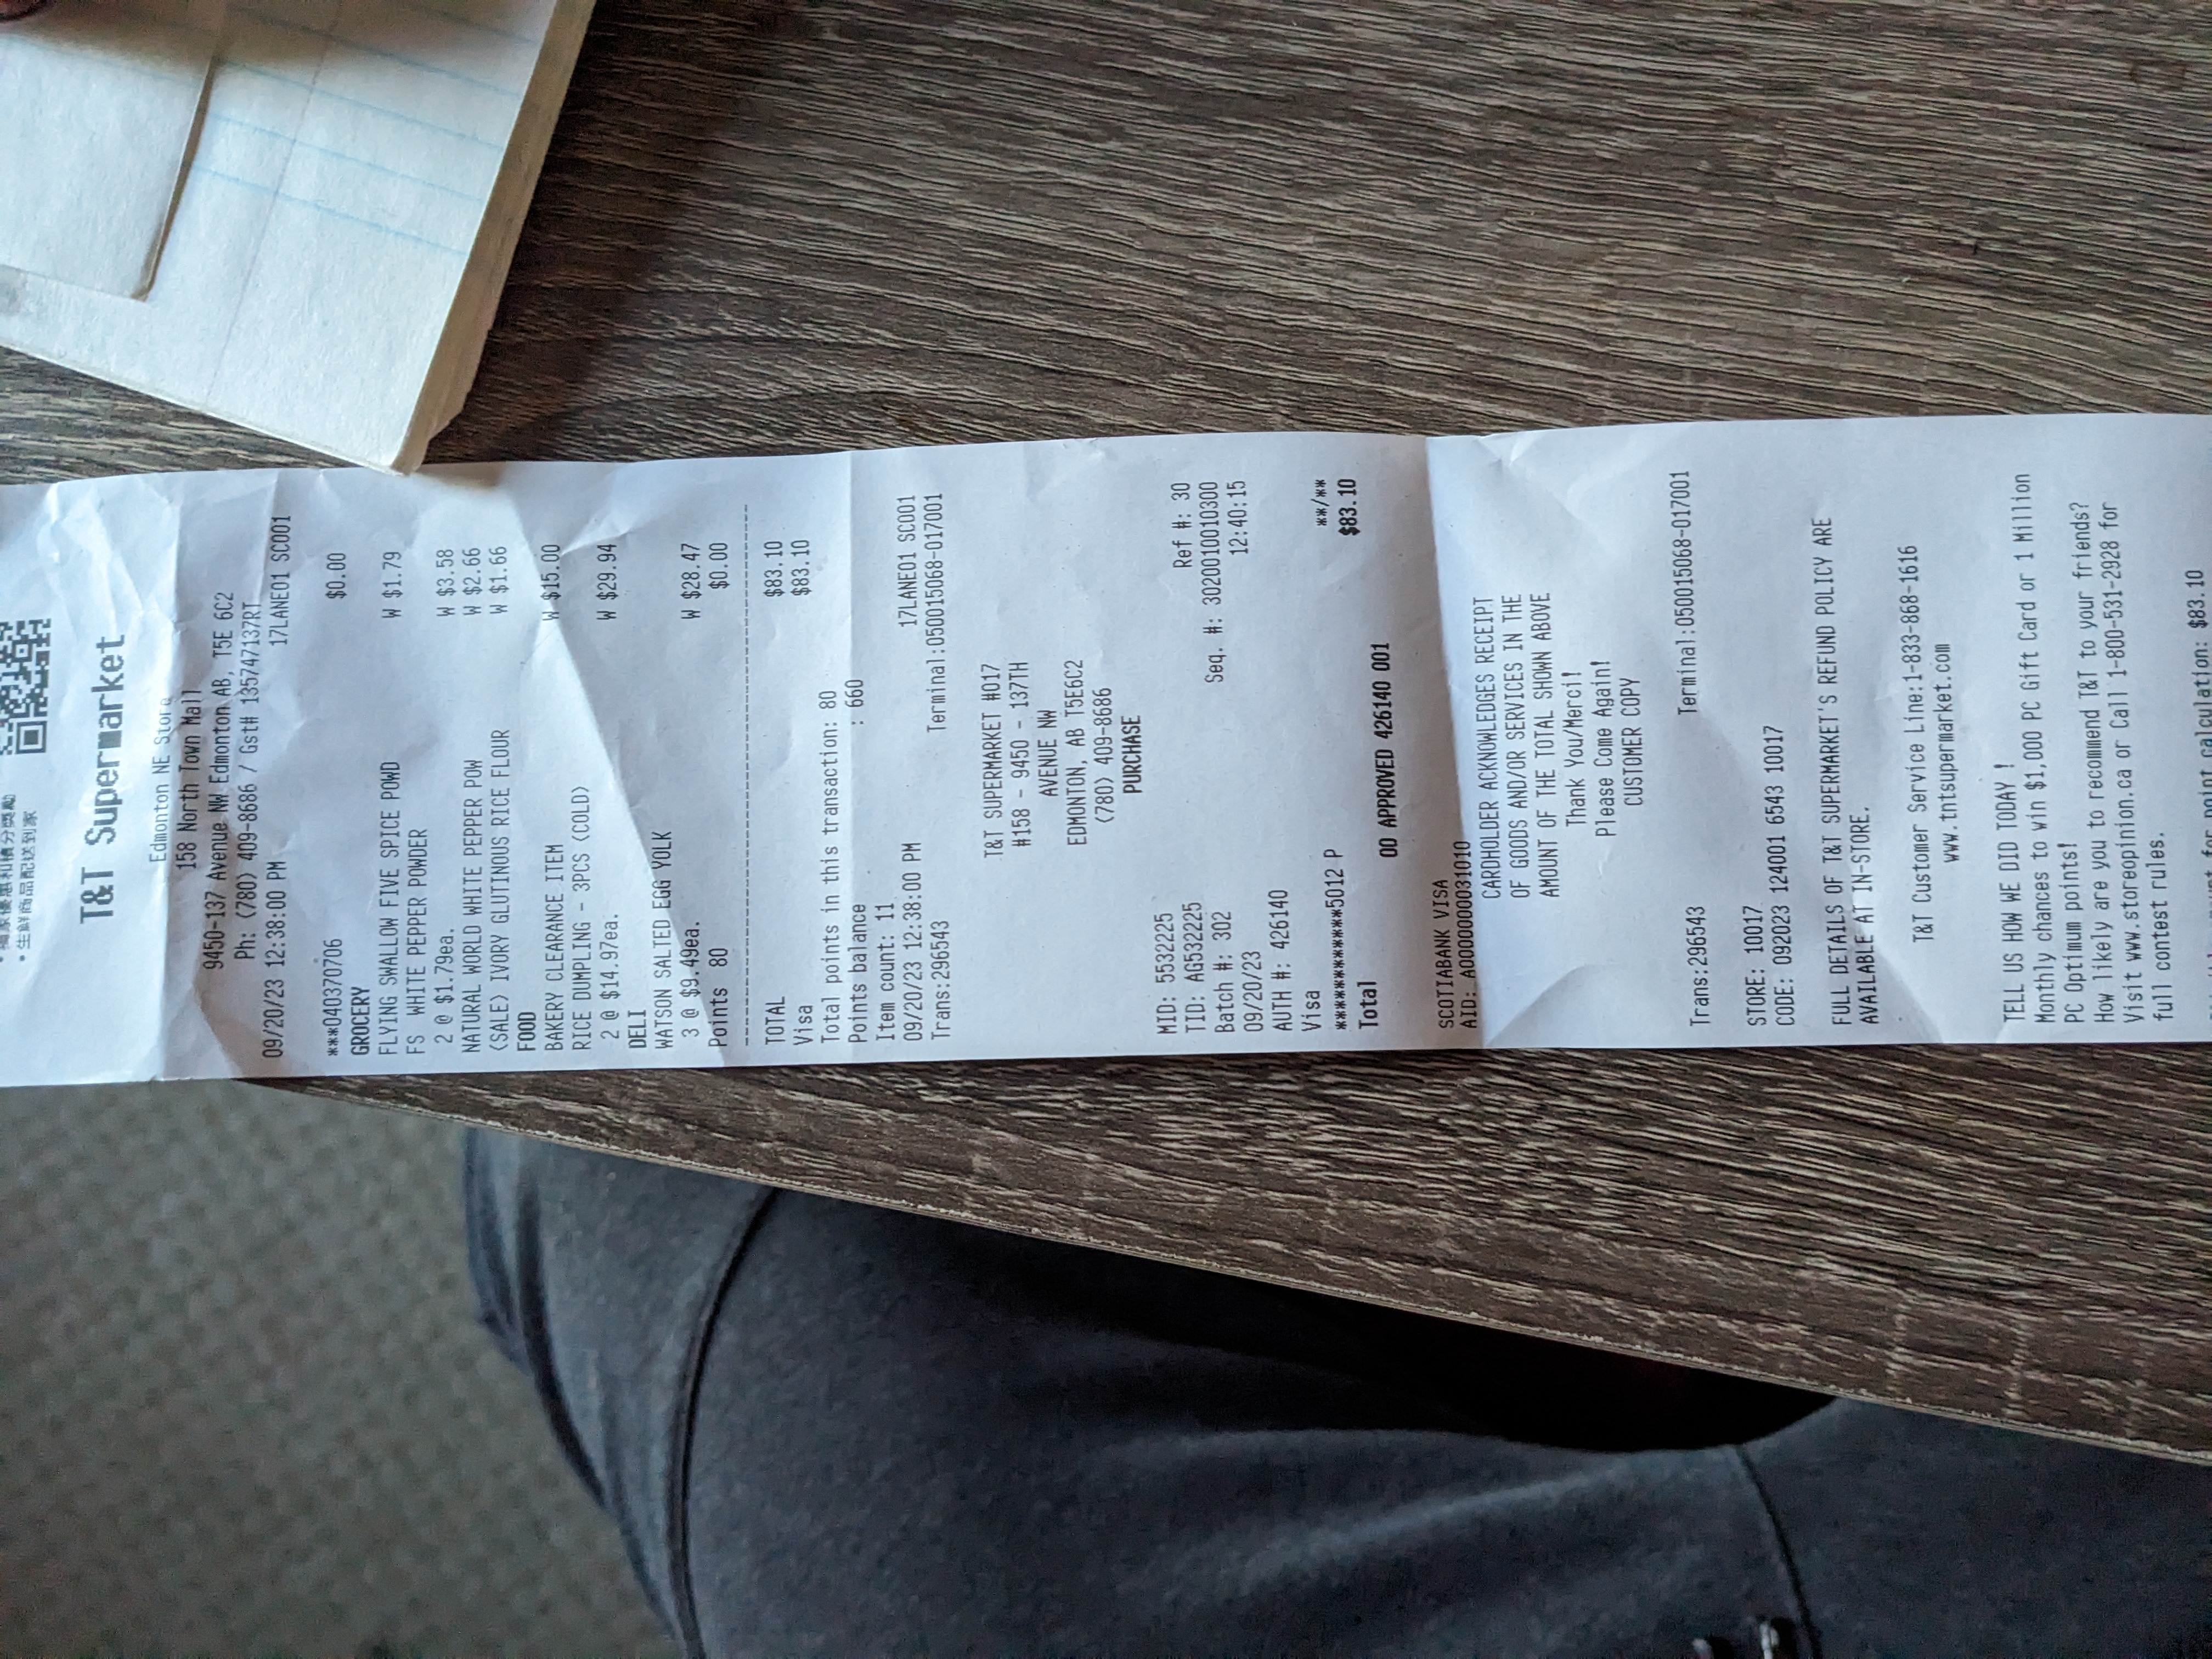 • 生鮮商品配送到家
T&T Supermarket
Edmonton NE Store
158 North Town Mall
9450-137 Avenue NW Edmonton AB, T5E 6C2
Ph: (780) 409-8686 / Gst# 135747137RT
09/20/23 12:38:00 PM 17LANE01 SC001
***040370706 $0.00
GROCERY
FLYING SWALLOW FIVE SPICE POWD W $1.79
FS WHITE PEPPER POWDER
2 @ $1.79ea. W $3.58
NATURAL WORLD WHITE PEPPER POW W $2.66
(SALE) IVORY GLUTINOUS RICE FLOUR W $1.66
FOOD
BAKERY CLEARANCE ITEM W $15.00
RICE DUMPLING - 3PCS (COLD)
2 @ $14.97ea. W $29.94
DELI
WATSON SALTED EGG YOLK
3 @ $9.49ea. W $28.47
Points 80 $0.00
TOTAL $83.10
Visa $83.10
Total points in this transaction: 80
Points balance : 660
Item count: 11
09/20/23 12:38:00 PM 17LANE01 SC001
Trans:296543 Terminal:050015068-017001
T&T SUPERMARKET #017
#158 - 9450 - 137TH
AVENUE NW
EDMONTON, AB T5E6C2
(780) 409-8686
PURCHASE
MID: 5532225
TID: AG532225 Ref #: 30
Batch #: 302 Seq. #: 302001001O300
09/20/23 12:40:15
AUTH #: 426140
Visa
************5012 P **/**
Total $83.10
00 APPROVED 426140 001
SCOTIABANK VISA
AID: A0000000031010
CARDHOLDER ACKNOWLEDGES RECEIPT
OF GOODS AND/OR SERVICES IN THE
AMOUNT OF THE TOTAL SHOWN ABOVE
Thank You/Merci!
Please Come Again!
CUSTOMER COPY
Trans:296543 Terminal:050015068-017001
STORE: 10017
CODE: 092023 124001 6543 10017
FULL DETAILS OF T&T SUPERMARKET'S REFUND POLICY ARE
AVAILABLE AT IN-STORE.
T&T Customer Service Line:1-833-868-1616
www.tntsupermarket.com
TELL US HOW WE DID TODAY !
Monthly chances to win $1,000 PC Gift Card or 1 Million
PC Optimum points!
How likely are you to recommend T&T to your friends?
Visit www.storeopinion.ca or Call 1-800-531-2928 for
full contest rules.
for point calculation: $83.10